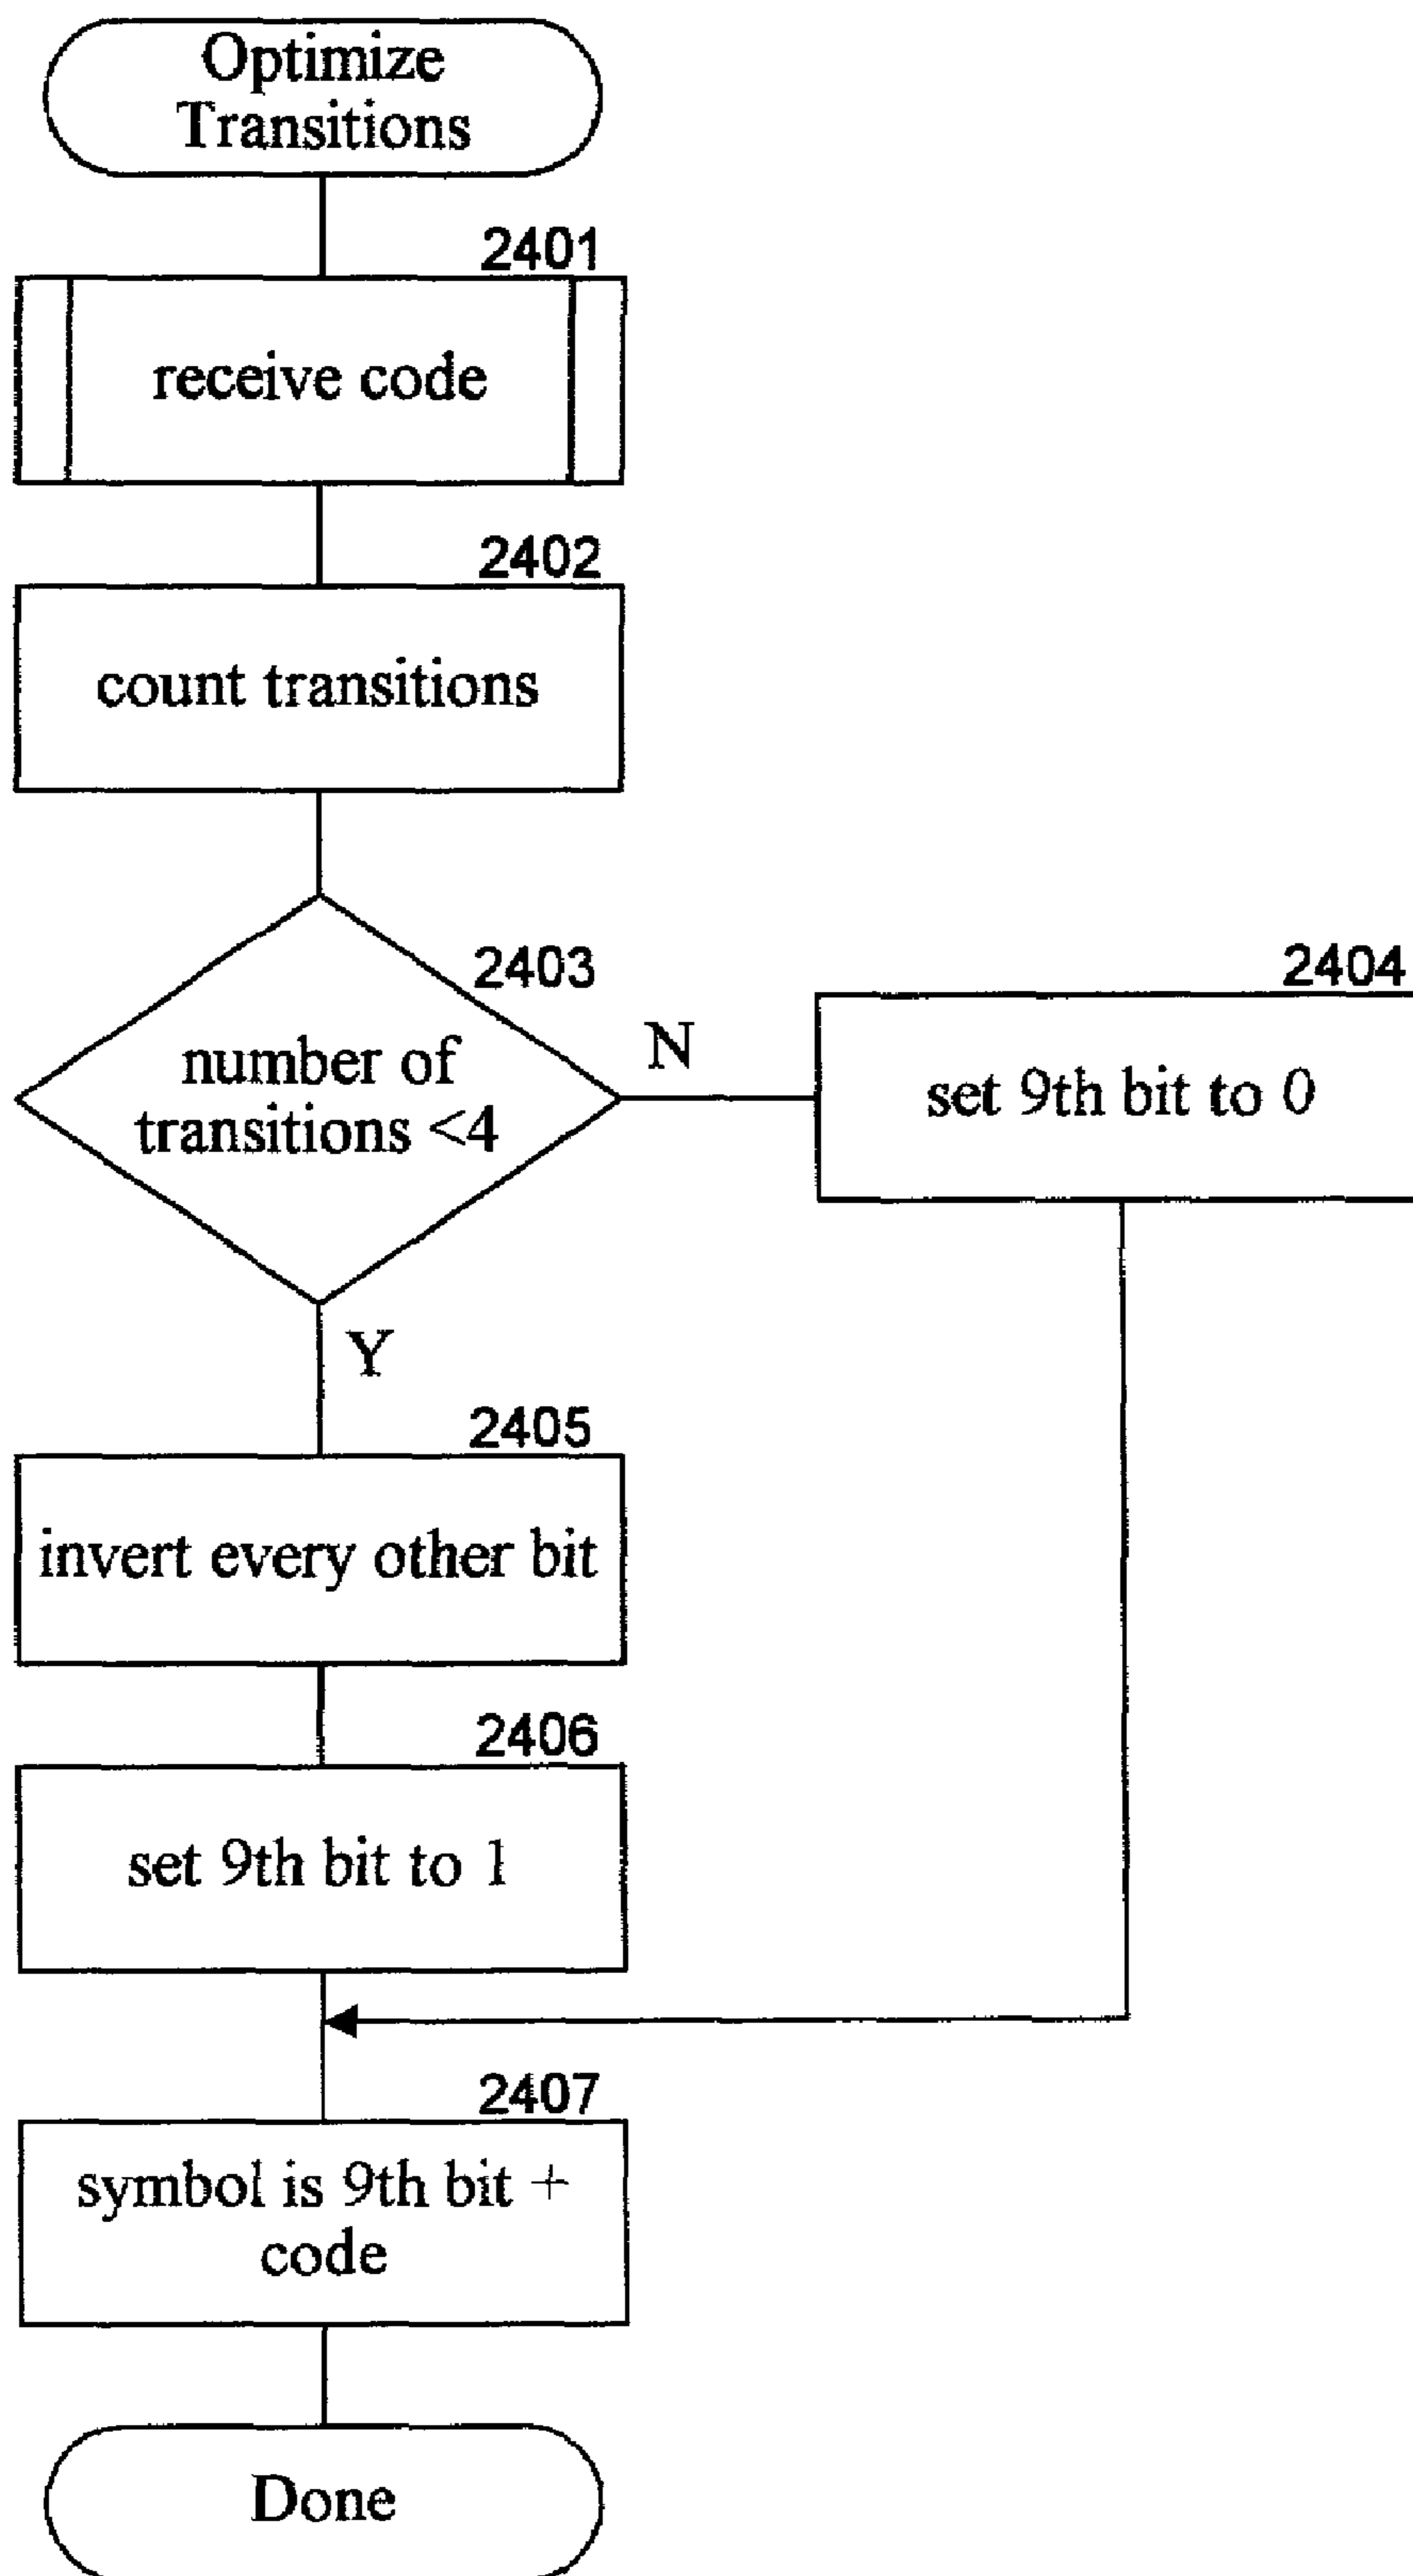 Optimize
Transitions
2401
receive code
2402
count transitions
2403
number of
transitions <4
N
2404
set 9th bit to 0
Y
2405
invert every other bit
2406
set 9th bit to 1
2407
symbol is 9th bit +
code
Done